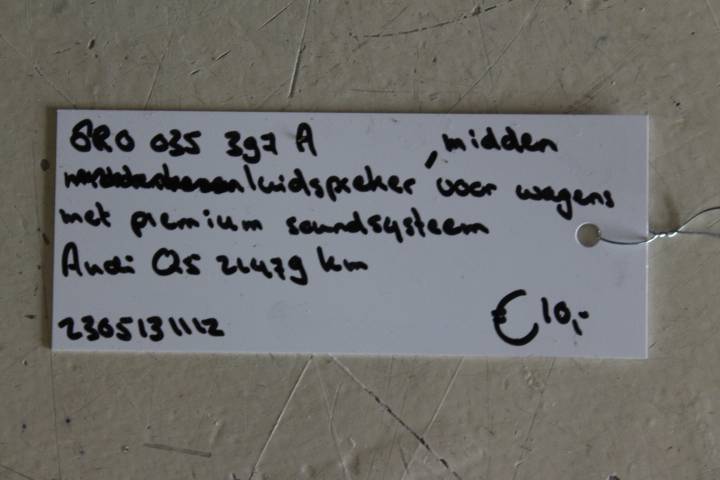 8R0 035 397 A , midden
luidspreker voor wagens
met premium soundsysteem
Audi Q5 21479 km
2305131112
€ 10,-